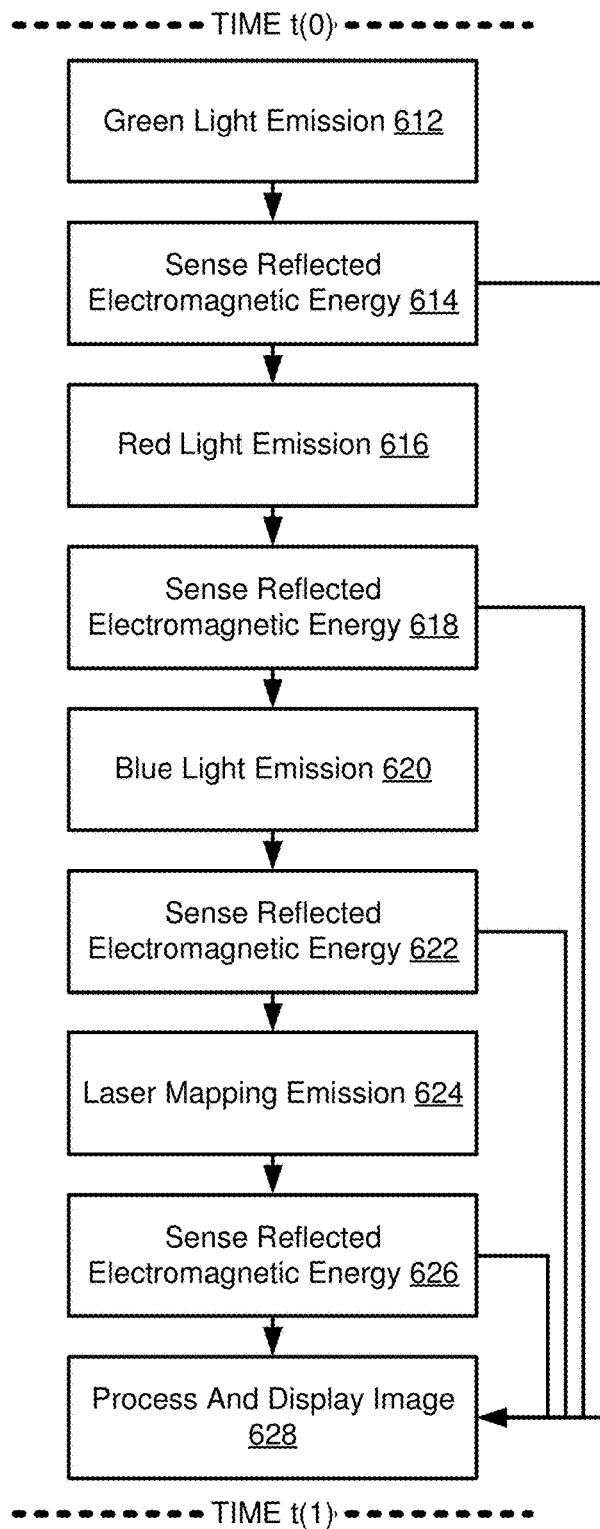 TIME t(0)
Green Light Emission 612
Sense Reflected
Electromagnetic Energy 614
Red Light Emission 616
Sense Reflected
Electromagnetic Energy 618
Blue Light Emission 620
Sense Reflected
Electromagnetic Energy 622
Laser Mapping Emission 624
Sense Reflected
Electromagnetic Energy 626
Process And Display Image
628
TIME t(1)